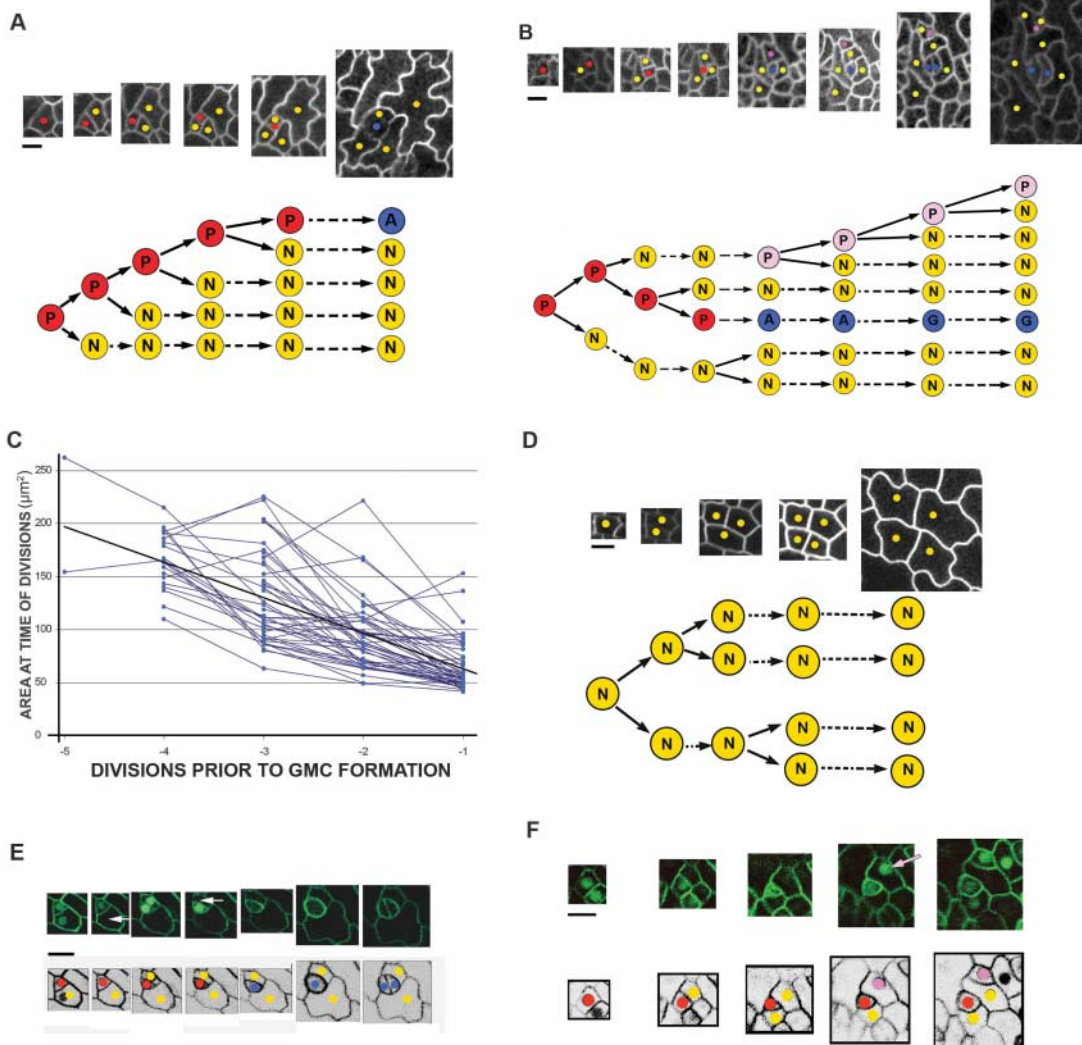 A
P P A
P N N
P N N N
P N N N N
N N N N N
B
P
P N
P N N
P N N P N N N
P N N N N N
P P A A G G
N N N N N
N N N N N N
C
AREA AT TIME OF DIVISIONS (µm²)
250
200
150
100
50
0
-5 -4 -3 -2 -1
DIVISIONS PRIOR TO GMC FORMATION
D
N N N
N N N N
N
N N N N
N N
E
F